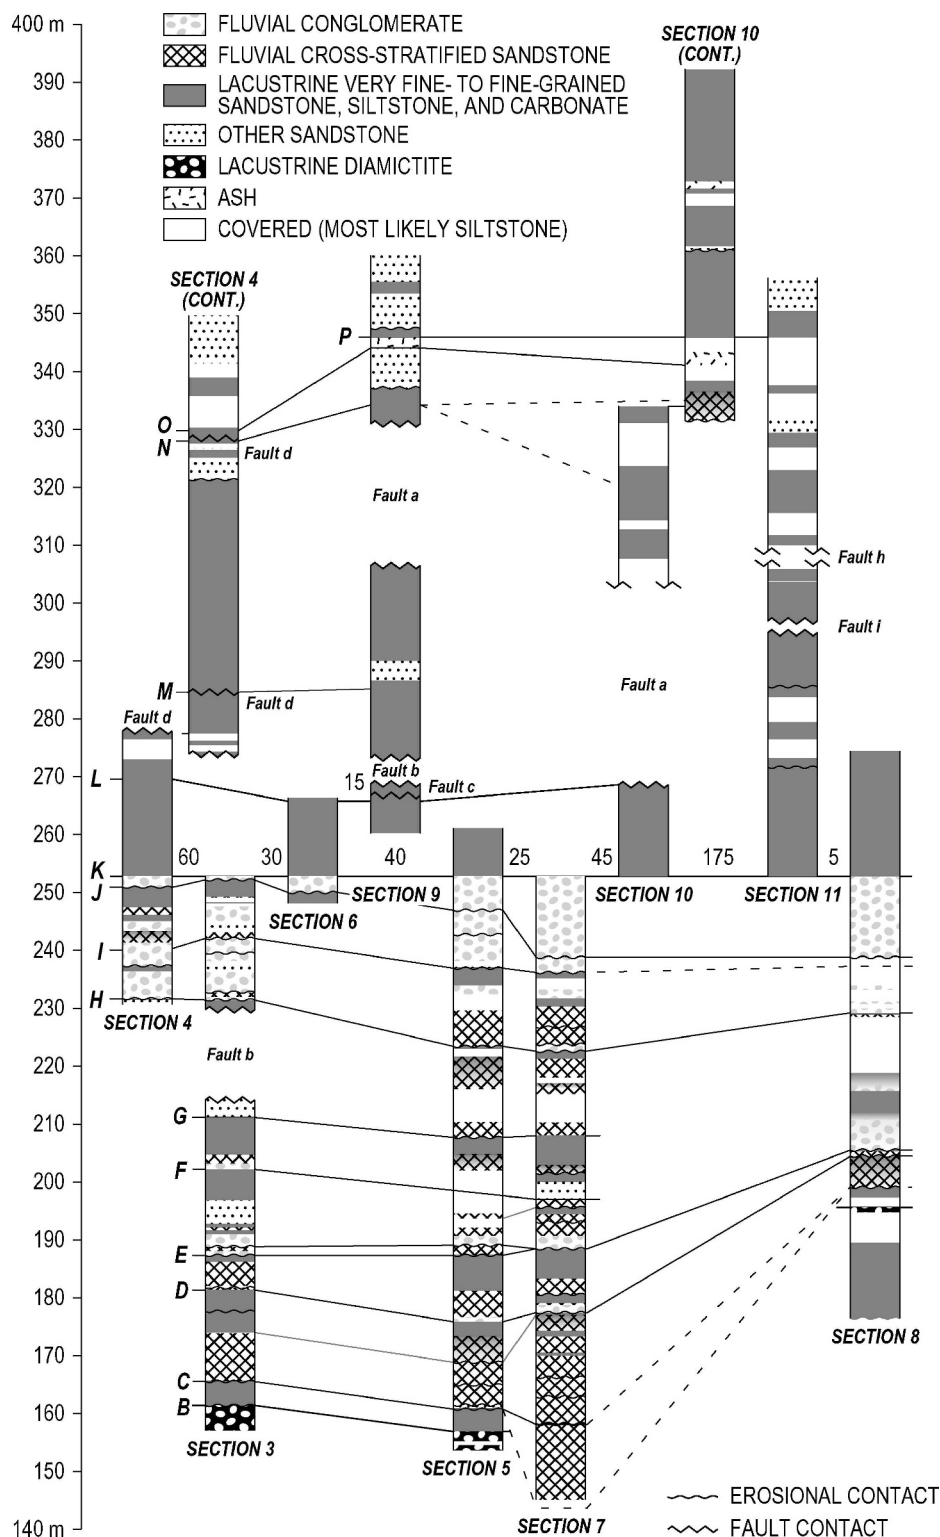 400 m
390
380
370
360
350
340
330
320
310
300
290
280
270
260
250
240
230
220
210
200
190
180
170
160
150
140 m
FLUVIAL CONGLOMERATE
FLUVIAL CROSS-STRATIFIED SANDSTONE
LACUSTRINE VERY FINE- TO FINE-GRAINED
SANDSTONE, SILTSTONE, AND CARBONATE
OTHER SANDSTONE
LACUSTRINE DIAMICTITE
ASH
COVERED (MOST LIKELY SILTSTONE)
SECTION 10
(CONT.)
SECTION 4
(CONT.)
P
O
N
Fault d
Fault a
Fault h
Fault i
M
Fault d
Fault a
Fault d
L
15
Fault b
Fault c
K
60
30
40
25
45
175
5
J
SECTION 9
SECTION 10
SECTION 11
SECTION 6
I
H
SECTION 4
Fault b
G
F
E
D
SECTION 8
C
B
SECTION 3
SECTION 5
SECTION 7
EROSIONAL CONTACT
FAULT CONTACT